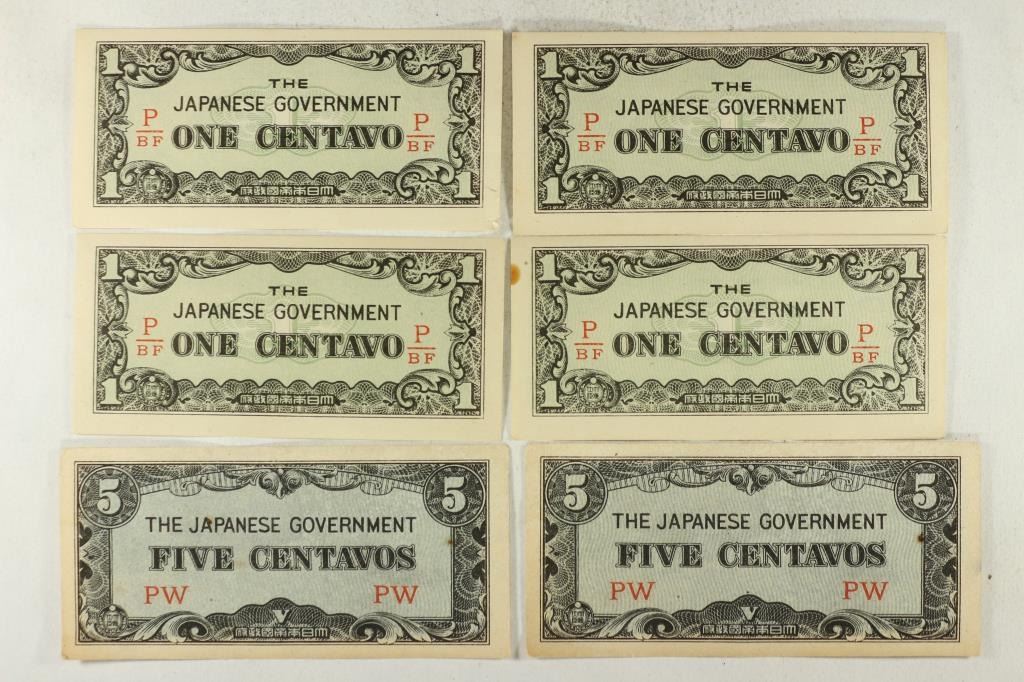 1 1
THE
JAPANESE GOVERNMENT
P/BF ONE CENTAVO P/BF
1 1
府政國帝本日大
1 1
THE
JAPANESE GOVERNMENT
P/BF ONE CENTAVO P/BF
1 1
府政國帝本日大
1 1
THE
JAPANESE GOVERNMENT
P/BF ONE CENTAVO P/BF
1 1
府政國帝本日大
1 1
THE
JAPANESE GOVERNMENT
P/BF ONE CENTAVO P/BF
1 1
府政國帝本日大
5 5
THE JAPANESE GOVERNMENT
FIVE CENTAVOS
PW PW
V
府政國帝本日大
5 5
THE JAPANESE GOVERNMENT
FIVE CENTAVOS
PW PW
V
府政國帝本日大